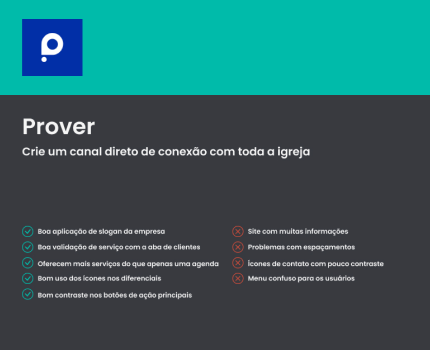 Prover
Crie um canal direto de conexão com toda a igreja
Boa aplicação de slogan da empresa
Boa validação de serviço com a aba de clientes
Oferecem mais serviços do que apenas uma agenda
Bom uso dos icones nos diferenciais
Bom contraste nos botões de ação principais
Site com muitas informações
Problemas com espaçamentos
Ícones de contato com pouco contraste
Menu confuso para os usuários